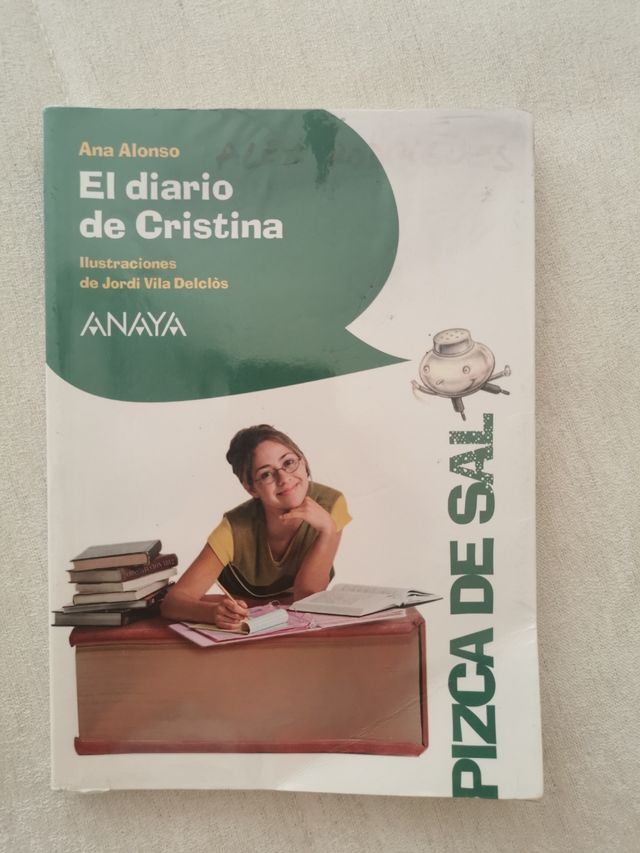 Ana Alonso
El diario
de Cristina
Ilustraciones
de Jordi Vila Delclòs
ANAYA
PIZCA DE SAL